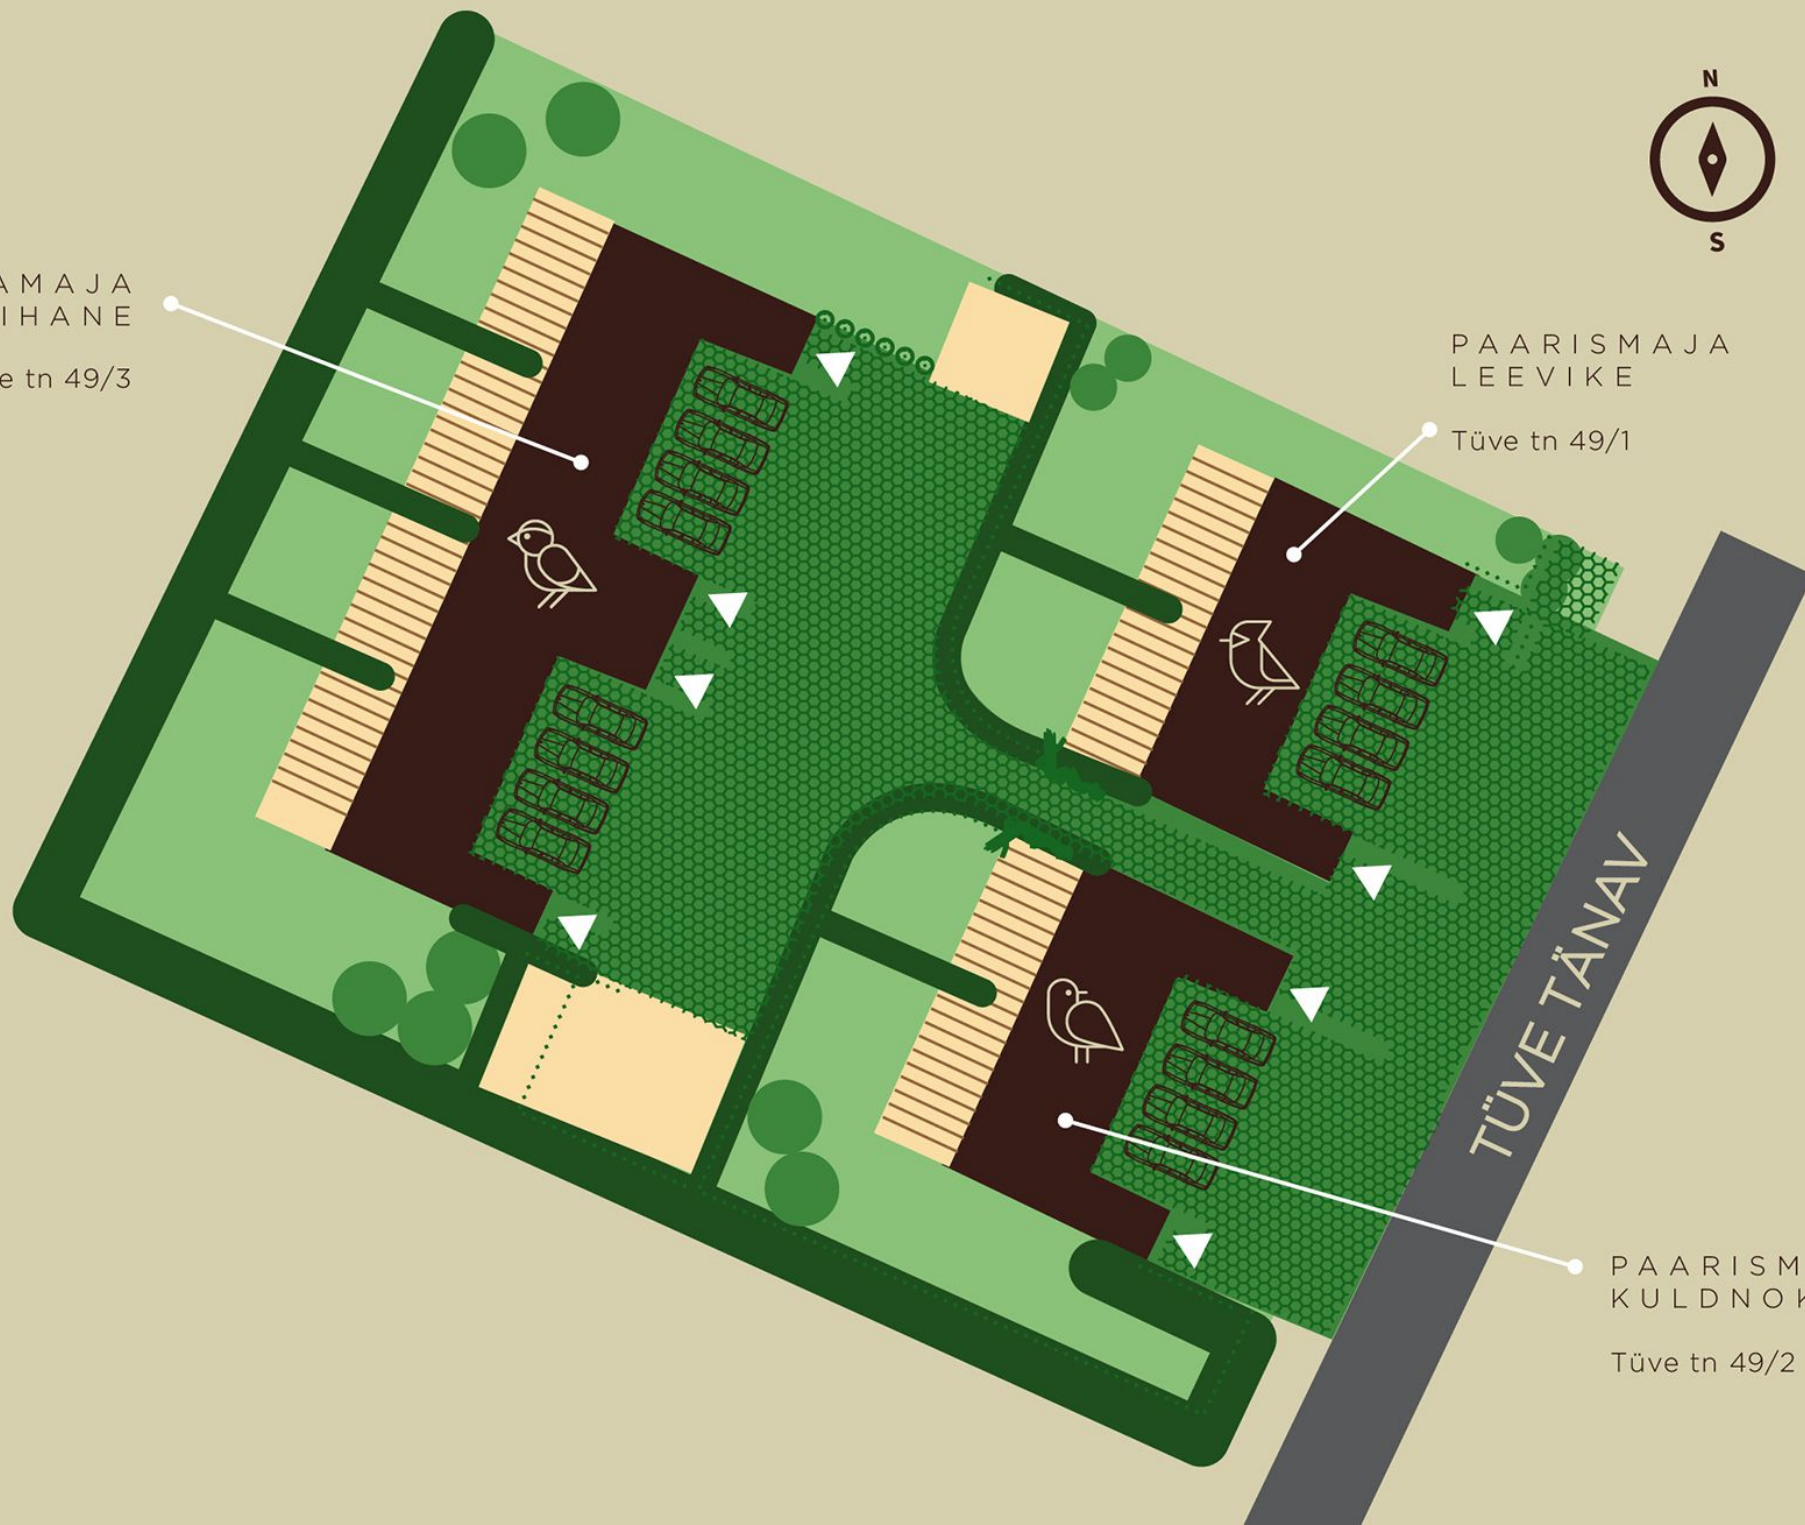 N
S
AMAJA
IHANE
e tn 49/3
PAARISMAJA
LEEVIKE
Tüve tn 49/1
TÜVE TÄNAV
PAARISM
KULDNOK
Tüve tn 49/2